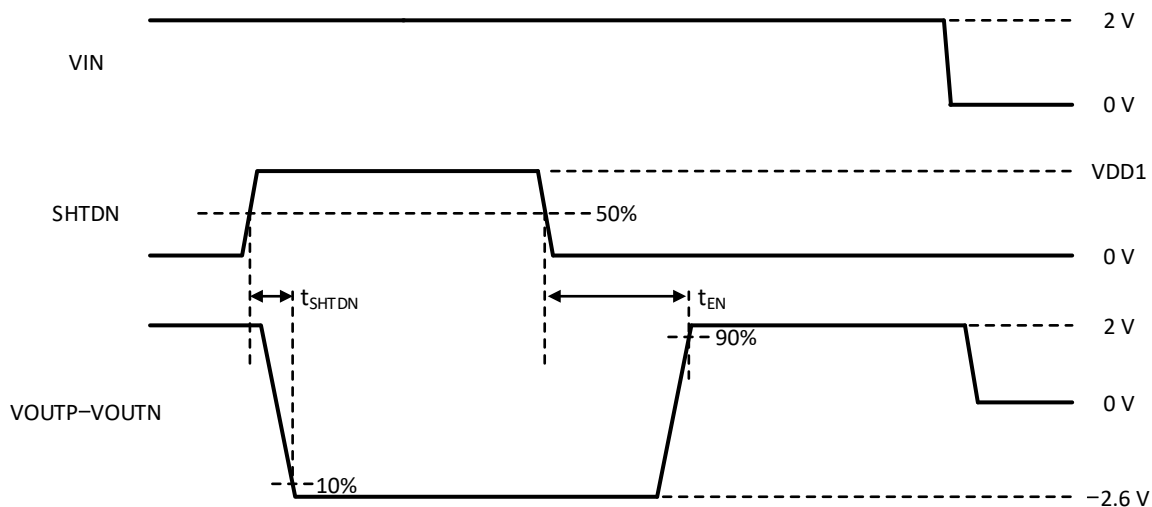 2 V
VIN
0 V
VDD1
SHTDN
50%
0 V
tSHTDN
tEN
2 V
90%
VOUTP−VOUTN
0 V
10%
−2.6 V